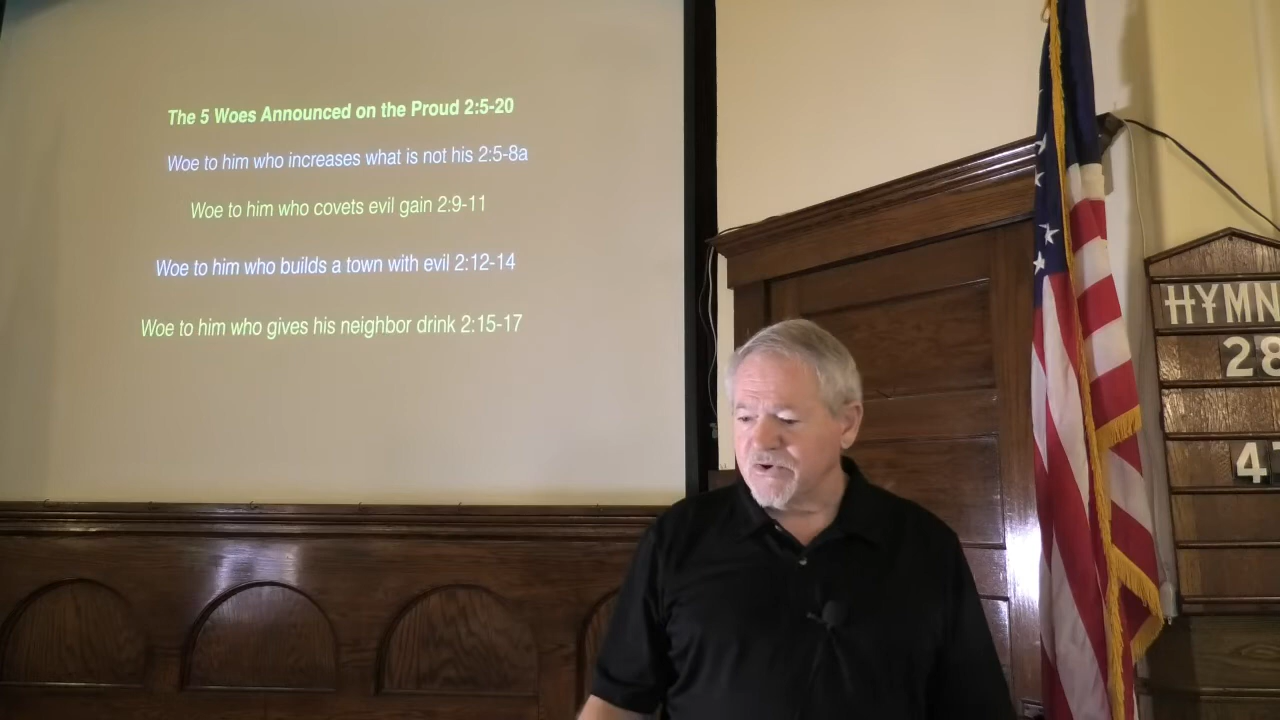 The 5 Woes Announced on the Proud 2:5-20
Woe to him who increases what is not his 2:5-8a
Woe to him who covets evil gain 2:9-11
Woe to him who builds a town with evil 2:12-14
Woe to him who gives his neighbor drink 2:15-17
HYMN
28
4